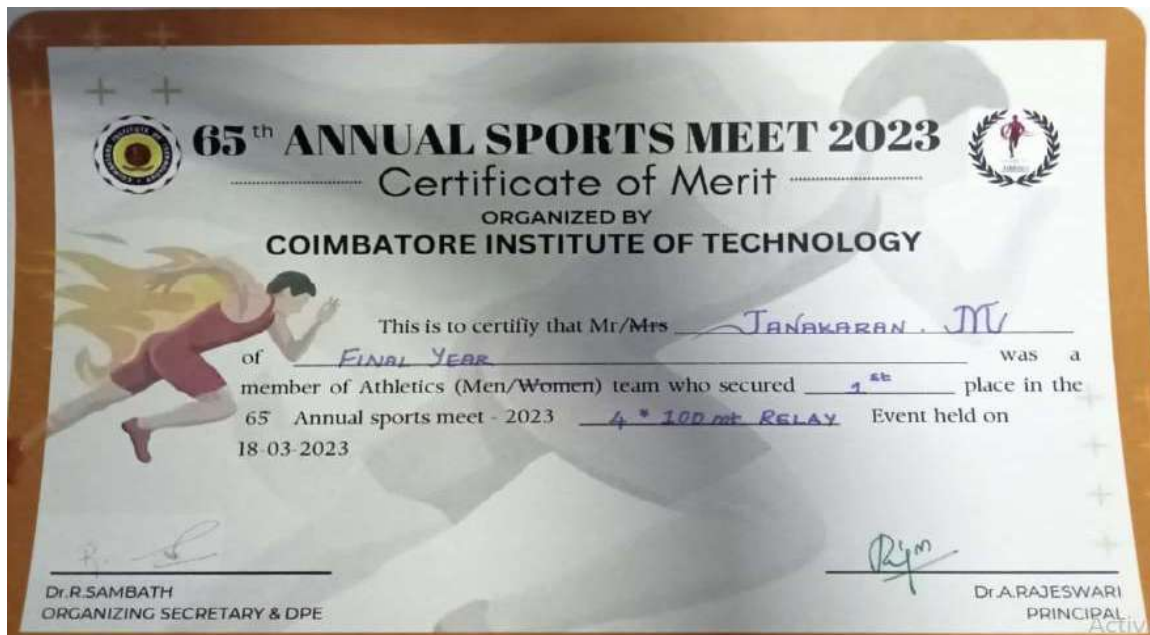 65th ANNUAL SPORTS MEET 2023
Certificate of Merit
ORGANIZED BY
COIMBATORE INSTITUTE OF TECHNOLOGY
This is to certifiy that Mr/Mrs JANAKARAN. M
of FINAL YEAR was a
member of Athletics (Men/Women) team who secured 1st place in the
65 Annual sports meet - 2023 4 * 100 mt RELAY Event held on
18-03-2023
Dr.R.SAMBATH
ORGANIZING SECRETARY & DPE
Dr.A.RAJESWARI
PRINCIPAL
Activ